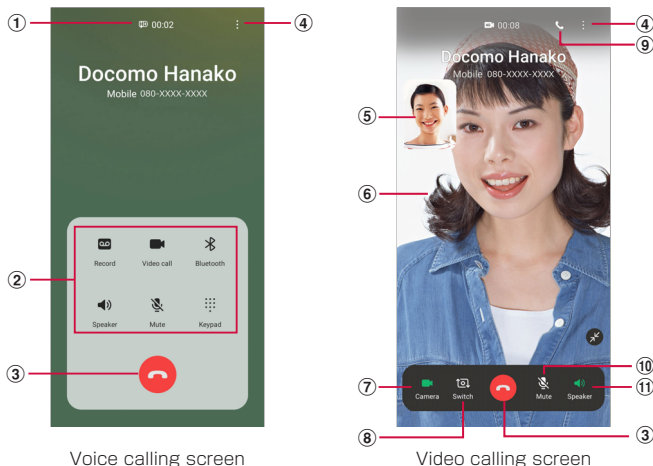 ① 00:02 ④
Docomo Hanako
Mobile 080-XXXX-XXXX
②
Record Video call Bluetooth
Speaker Mute Keypad
③
Voice calling screen
00:08 ④
⑨
Docomo Hanako
Mobile 080-XXXX-XXXX
⑤
⑥
⑩
⑦ Camera Switch Mute Speaker ⑪
⑧ ③
Video calling screen